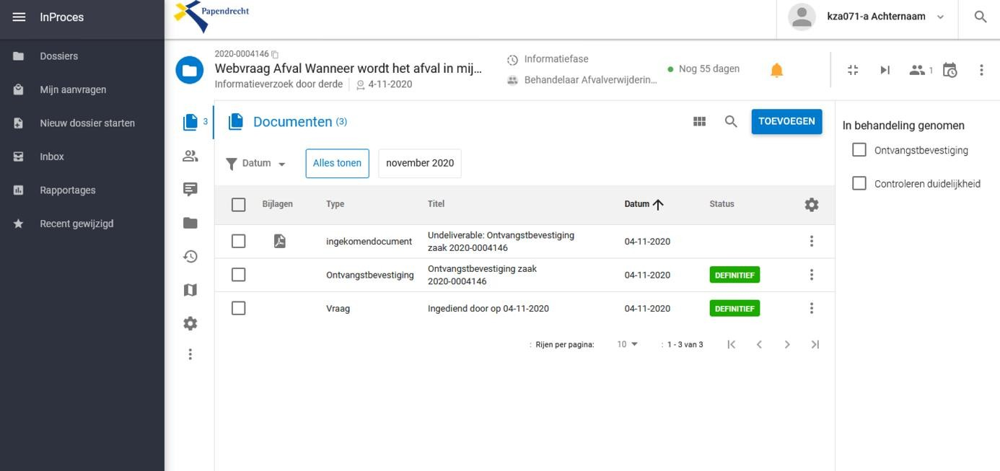 InProces
Papendrecht
kza071-a Achternaam
Dossiers
Mijn aanvragen
Nieuw dossier starten
Inbox
Rapportages
Recent gewijzigd
2020-0004146
Webvraag Afval Wanneer wordt het afval in mij...
Informatieverzoek door derde
4-11-2020
Informatiefase
Behandelaar Afvalverwijderin...
Nog 55 dagen
1
3
Documenten (3)
TOEVOEGEN
Datum
Alles tonen
november 2020
Bijlagen Type Titel Datum Status
ingekomendocument
Undeliverable: Ontvangstbevestiging
zaak 2020-0004146
04-11-2020
Ontvangstbevestiging
Ontvangstbevestiging zaak
2020-0004146
04-11-2020
DEFINITIEF
Vraag
Ingediend door op 04-11-2020
04-11-2020
DEFINITIEF
: Rijen per pagina: 10 : 1 - 3 van 3
In behandeling genomen
Ontvangstbevestiging
Controleren duidelijkheid